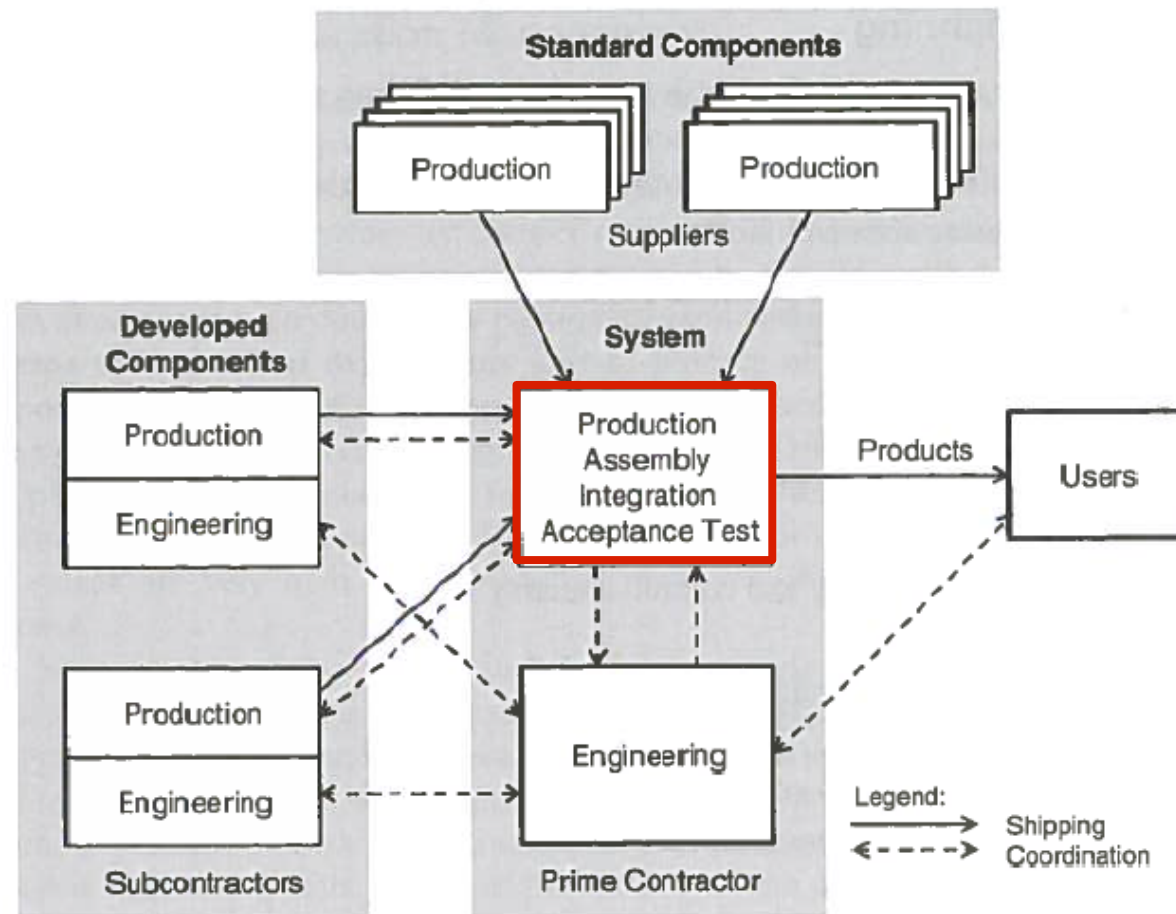 Standard Components
Production
Production
Suppliers
Developed
Components
Production
Engineering
Production
Engineering
Subcontractors
System
Production
Assembly
Integration
Acceptance Test
Engineering
Prime Contractor
Products
Users
Legend:
Shipping
Coordination